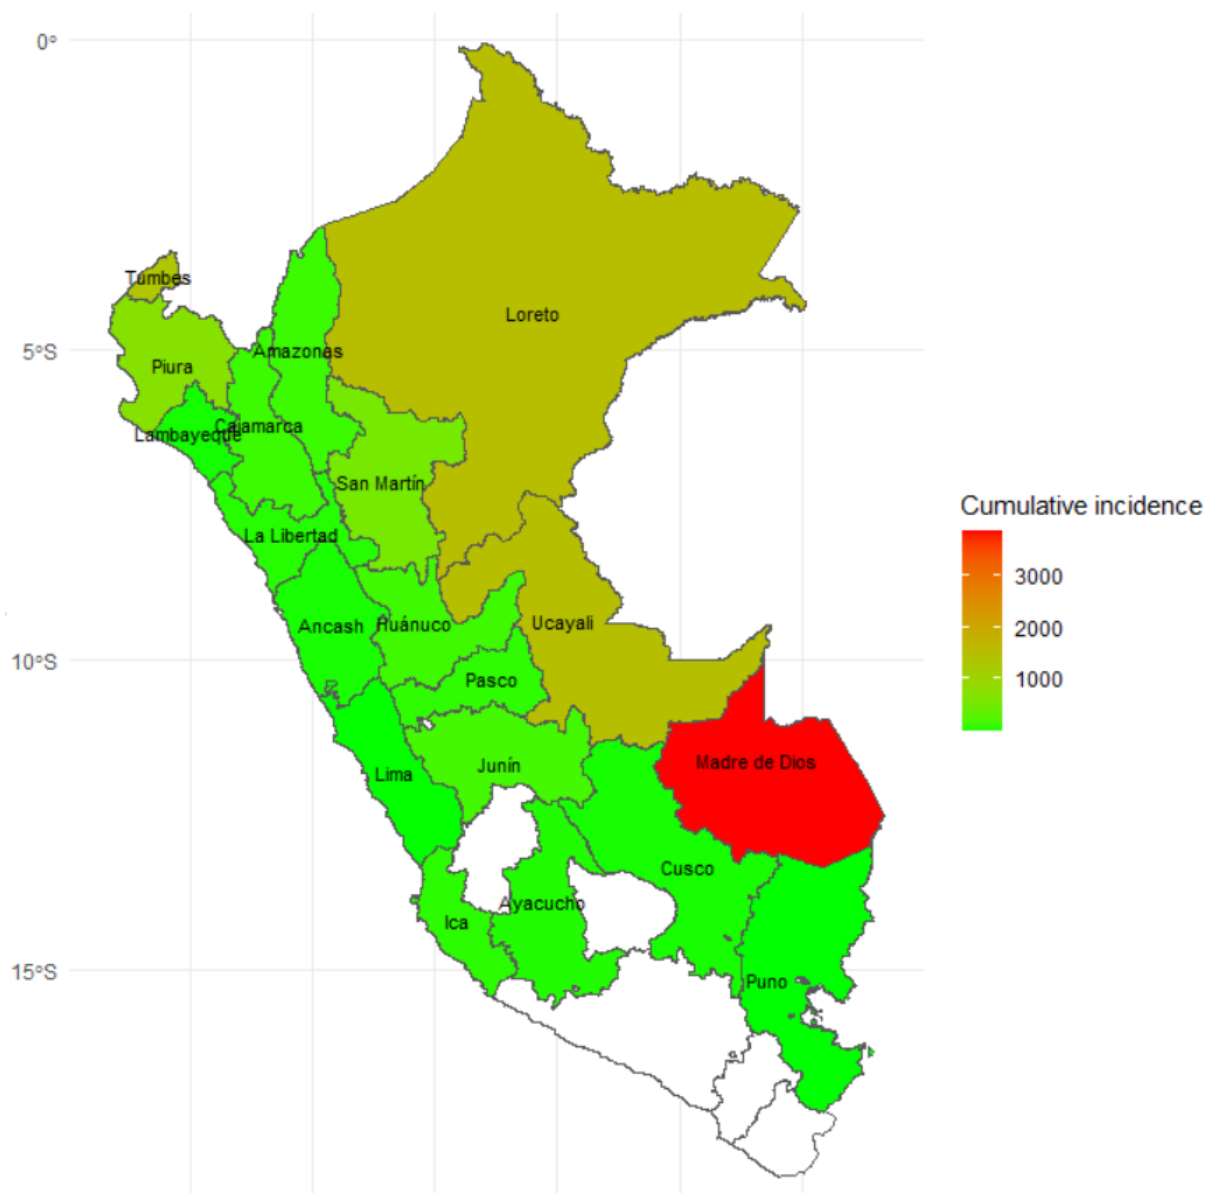 0°
Tumbes
Loreto
5°S
Amazonas
Piura
Cajamarca
Lambayeque
San Martín
Cumulative incidence
La Libertad
3000
Ancash
Huánuco
Ucayali
2000
10°S
Pasco
1000
Lima
Junín
Madre de Dios
Cusco
Ayacucho
Ica
15°S
Puno